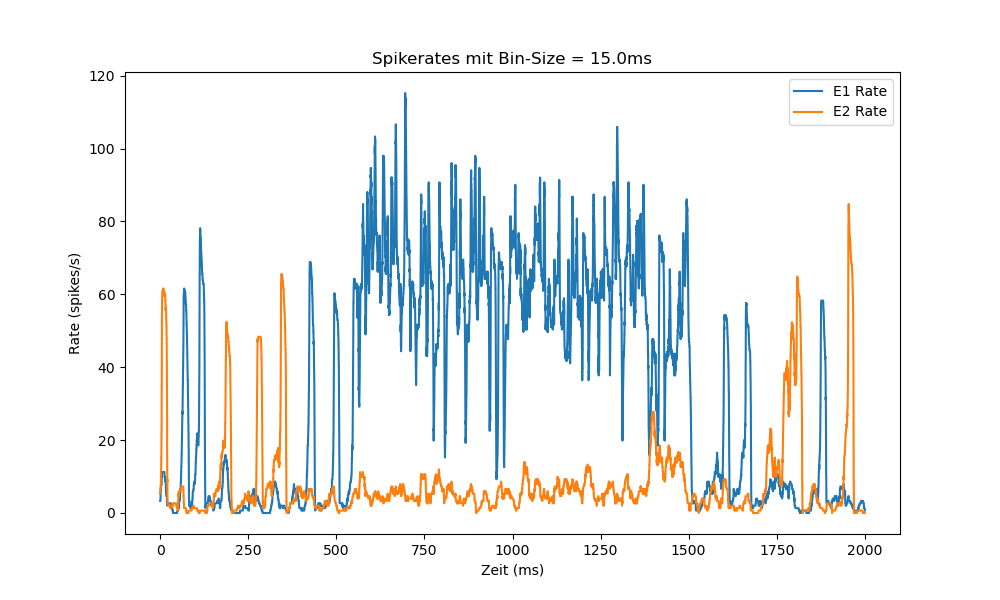 Spikerates mit Bin-Size = 15.0ms
E1 Rate
E2 Rate
Rate (spikes/s)
120
100
80
60
40
20
0
0 250 500 750 1000 1250 1500 1750 2000
Zeit (ms)